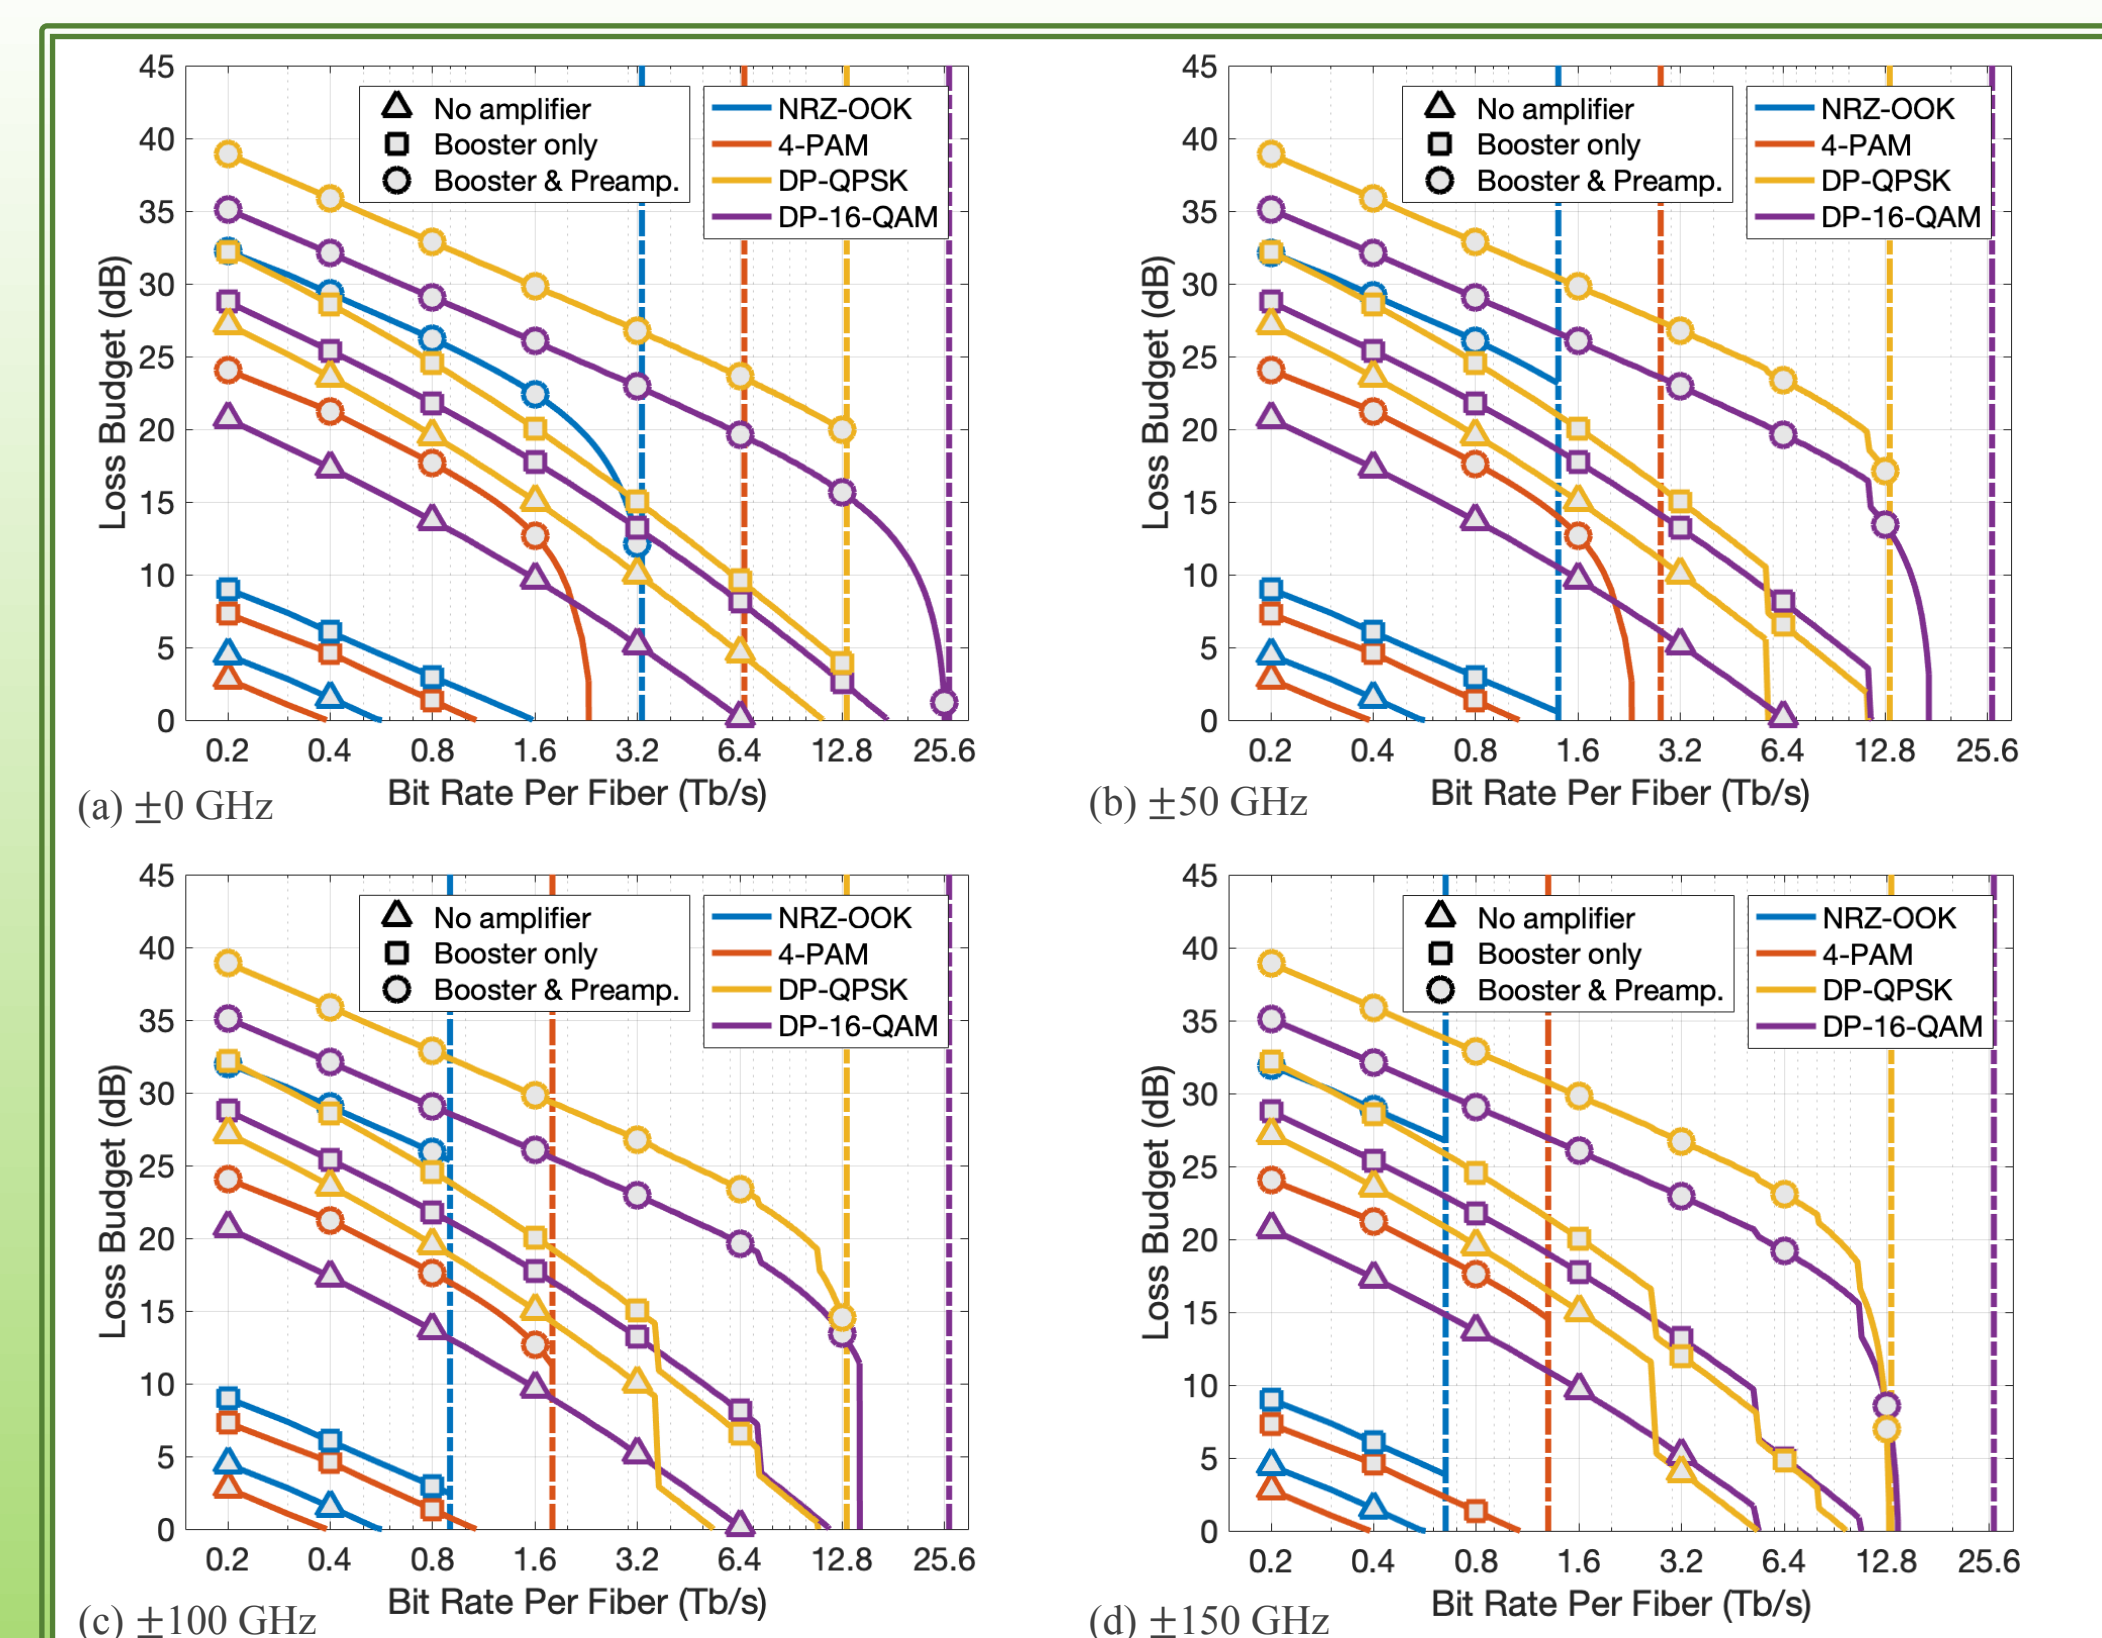 45
40
35
30
25
20
15
10
5
0
Loss Budget (dB)
No amplifier
Booster only
Booster & Preamp.
NRZ-OOK
4-PAM
DP-QPSK
DP-16-QAM
0.2 0.4 0.8 1.6 3.2 6.4 12.8 25.6
Bit Rate Per Fiber (Tb/s)
(a) ±0 GHz
45
40
35
30
25
20
15
10
5
0
Loss Budget (dB)
No amplifier
Booster only
Booster & Preamp.
NRZ-OOK
4-PAM
DP-QPSK
DP-16-QAM
0.2 0.4 0.8 1.6 3.2 6.4 12.8 25.6
Bit Rate Per Fiber (Tb/s)
(b) ±50 GHz
45
40
35
30
25
20
15
10
5
0
Loss Budget (dB)
No amplifier
Booster only
Booster & Preamp.
NRZ-OOK
4-PAM
DP-QPSK
DP-16-QAM
0.2 0.4 0.8 1.6 3.2 6.4 12.8 25.6
Bit Rate Per Fiber (Tb/s)
(c) ±100 GHz
45
40
35
30
25
20
15
10
5
0
Loss Budget (dB)
No amplifier
Booster only
Booster & Preamp.
NRZ-OOK
4-PAM
DP-QPSK
DP-16-QAM
0.2 0.4 0.8 1.6 3.2 6.4 12.8 25.6
Bit Rate Per Fiber (Tb/s)
(d) ±150 GHz